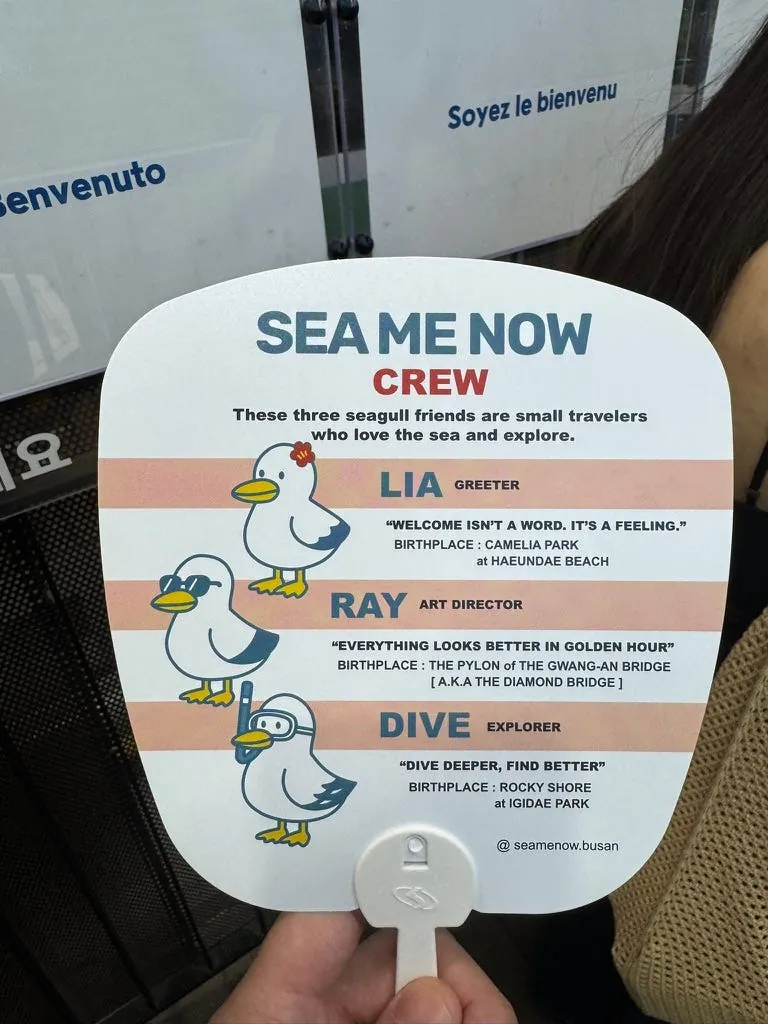 Soyez le bienvenu
Benvenuto
SEA ME NOW
CREW
These three seagull friends are small travelers
who love the sea and explore.
LIA GREETER
“WELCOME ISN’T A WORD. IT’S A FEELING.”
BIRTHPLACE : CAMELIA PARK
at HAEUNDAE BEACH
RAY ART DIRECTOR
“EVERYTHING LOOKS BETTER IN GOLDEN HOUR”
BIRTHPLACE : THE PYLON of THE GWANG-AN BRIDGE
[ A.K.A THE DIAMOND BRIDGE ]
DIVE EXPLORER
“DIVE DEEPER, FIND BETTER”
BIRTHPLACE : ROCKY SHORE
at IGIDAE PARK
@ seamenow.busan